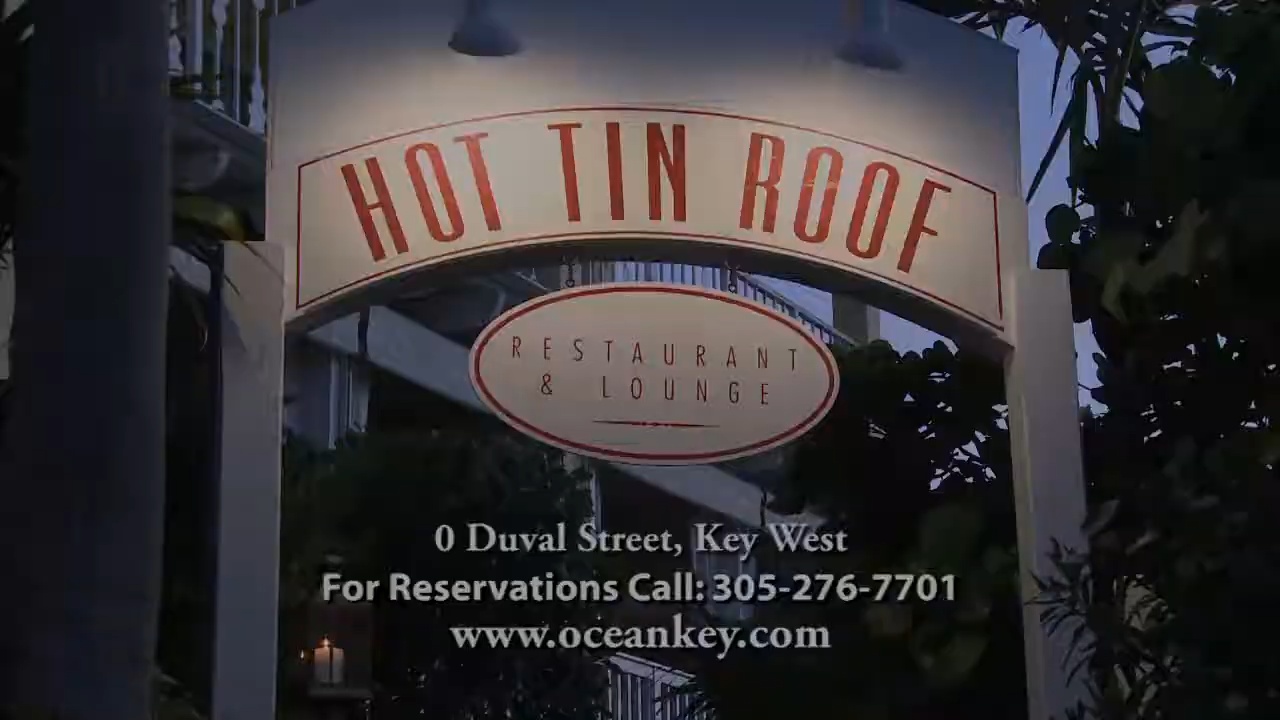 HOT TIN ROOF
RESTAURANT
& LOUNGE
0 Duval Street, Key West
For Reservations Call: 305-276-7701
www.oceankey.com